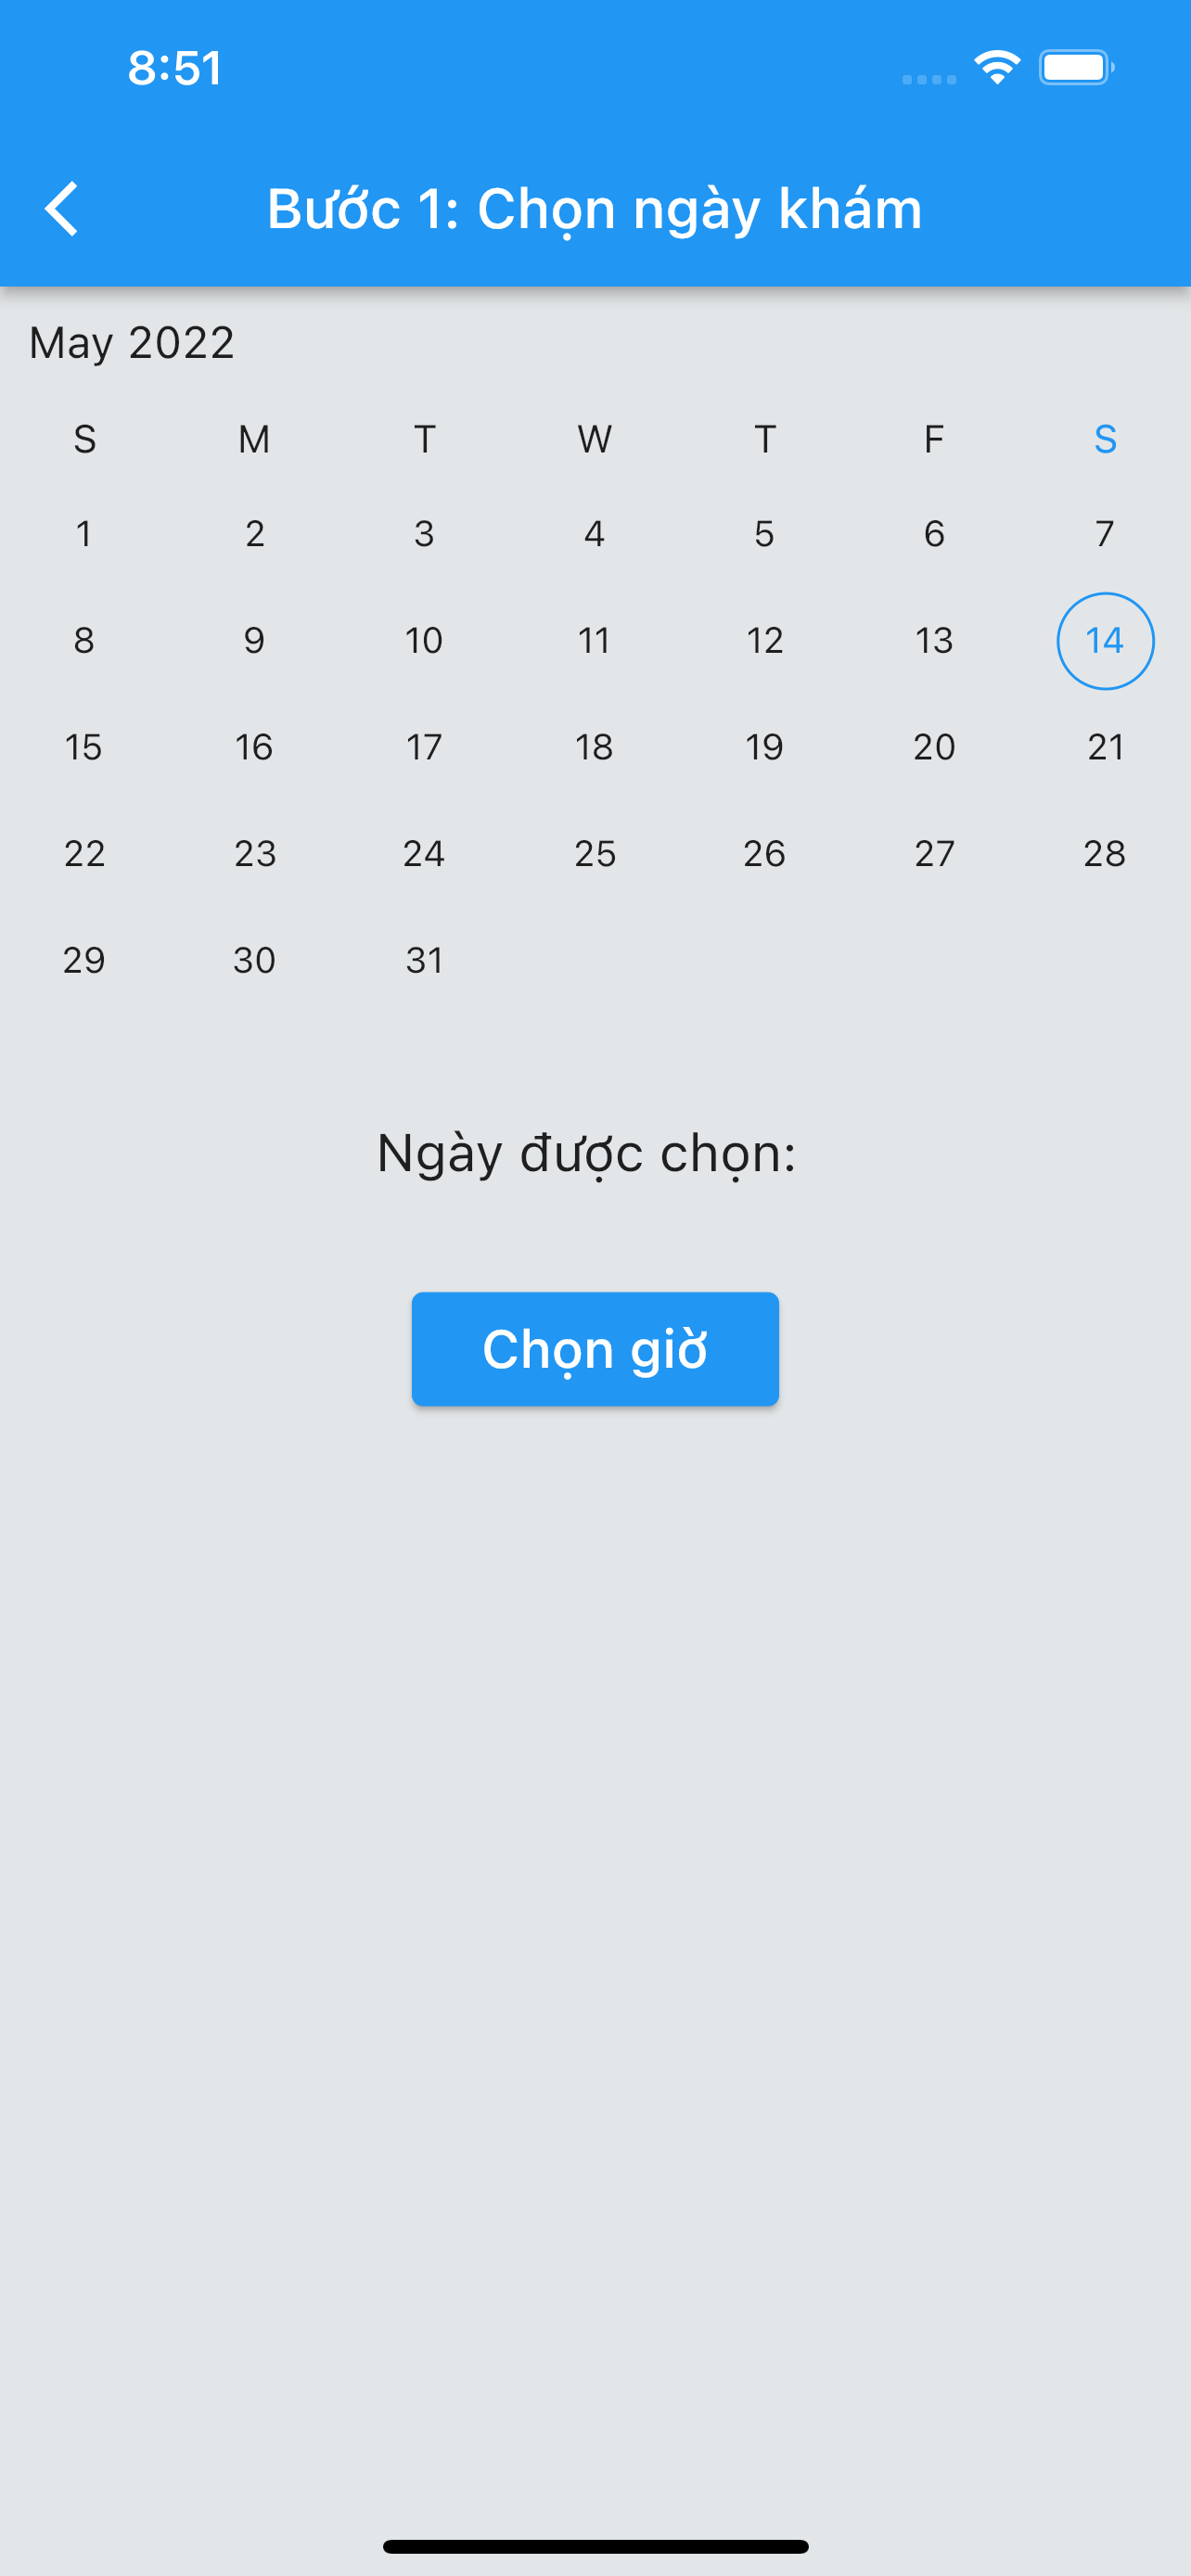 8:51
Bước 1: Chọn ngày khám
May 2022
S M T W T F S
1 2 3 4 5 6 7
8 9 10 11 12 13 14
15 16 17 18 19 20 21
22 23 24 25 26 27 28
29 30 31
Ngày được chọn:
Chọn giờ